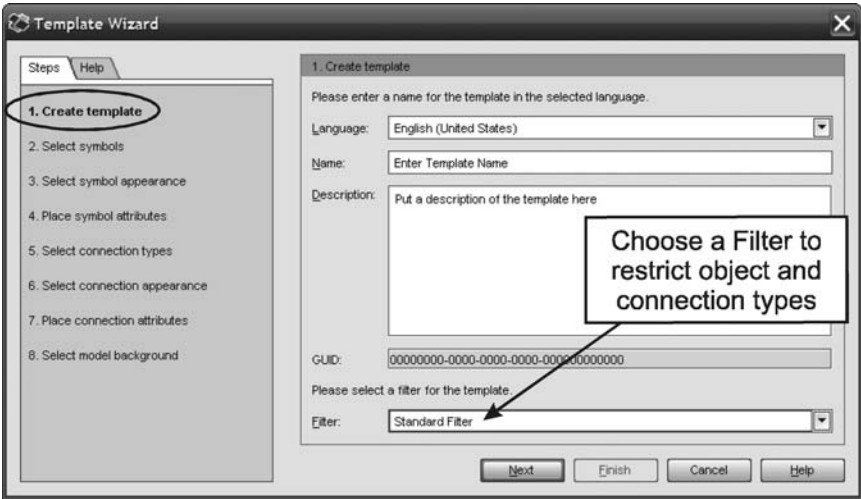 Template Wizard
Steps
Help
1. Create template
2. Select symbols
3. Select symbol appearance
4. Place symbol attributes
5. Select connection types
6. Select connection appearance
7. Place connection attributes
8. Select model background
1. Create template
Please enter a name for the template in the selected language.
Language: English (United States)
Name: Enter Template Name
Description: Put a description of the template here
Choose a Filter to
restrict object and
connection types
GUID: 00000000-0000-0000-0000-000000000000
Please select a filter for the template.
Filter: Standard Filter
Next Finish Cancel Help